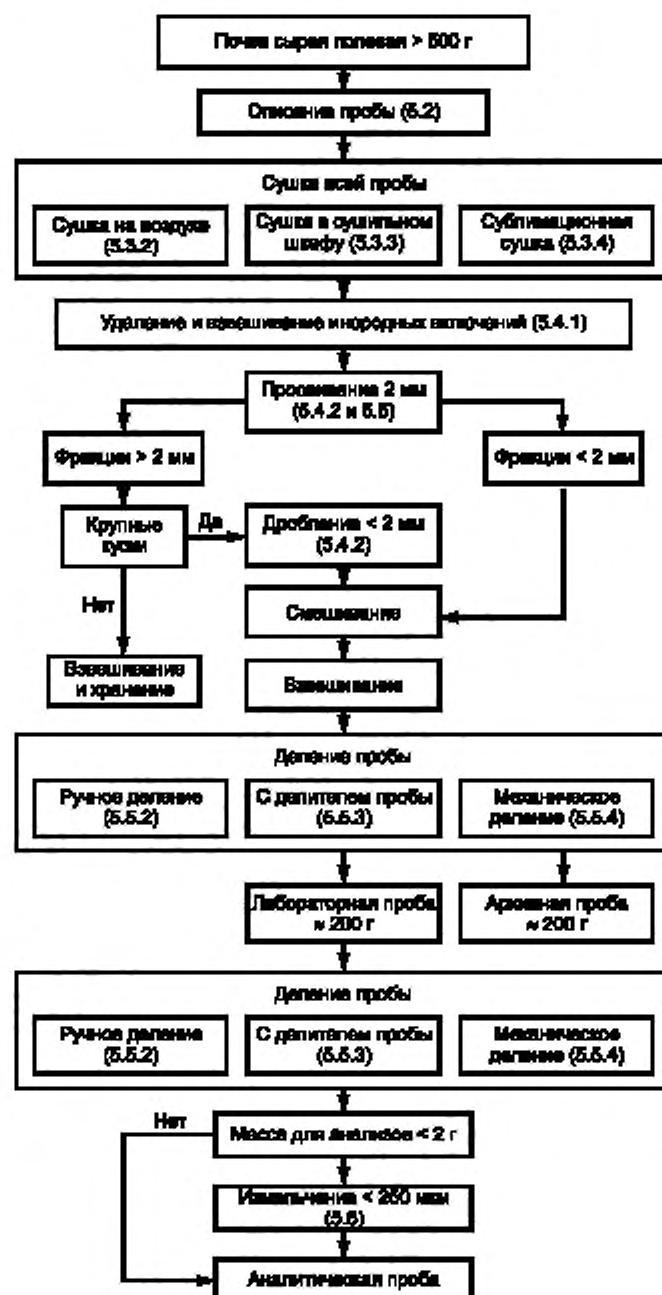 Почва сырая полевая > 500 г
Описание пробы (5.2)
Сушка всей пробы
Сушка на воздухе
(5.3.2)
Сушка в сушильном
шкафу (5.3.3)
Сублимационная
сушка (5.3.4)
Удаление и взвешивание инородных включений (5.4.1)
Просеивание 2 мм
(5.4.2 и 5.5)
Фракции > 2 мм
Фракции < 2 мм
Крупные
куски
Да
Дробление < 2 мм
(5.4.2)
Нет
Смешивание
Взвешивание
и хранение
Взвешивание
Деление пробы
Ручное деление
(5.5.2)
С делителем пробы
(5.5.3)
Механическое
деление (5.5.4)
Лабораторная проба
≈ 200 г
Архивная проба
≈ 200 г
Деление пробы
Ручное деление
(5.5.2)
С делителем пробы
(5.5.3)
Механическое
деление (5.5.4)
Нет
Масса для анализов < 2 г
Измельчение < 250 мкм
(5.6)
Аналитическая проба